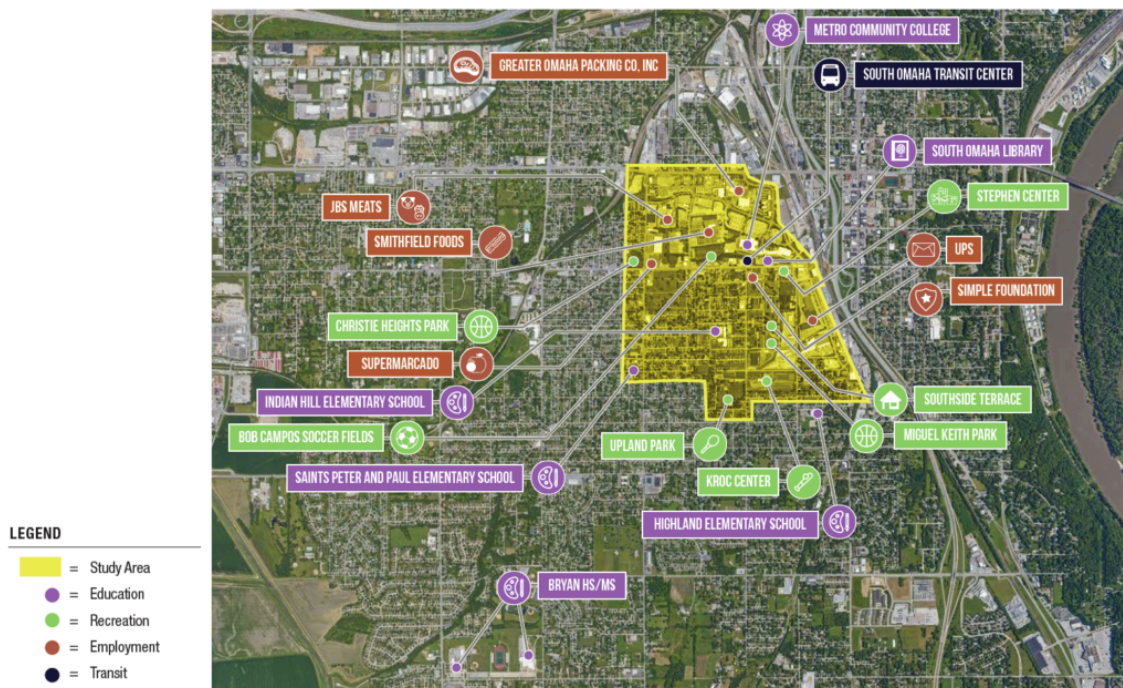 METRO COMMUNITY COLLEGE
GREATER OMAHA PACKING CO, INC
SOUTH OMAHA TRANSIT CENTER
SOUTH OMAHA LIBRARY
STEPHEN CENTER
JBS MEATS
SMITHFIELD FOODS
UPS
SIMPLE FOUNDATION
CHRISTIE HEIGHTS PARK
SUPERMARCADO
INDIAN HILL ELEMENTARY SCHOOL
SOUTHSIDE TERRACE
BOB CAMPOS SOCCER FIELDS
UPLAND PARK
MIGUEL KEITH PARK
SAINTS PETER AND PAUL ELEMENTARY SCHOOL
KROC CENTER
HIGHLAND ELEMENTARY SCHOOL
BRYAN HS/MS
LEGEND
= Study Area
= Education
= Recreation
= Employment
= Transit